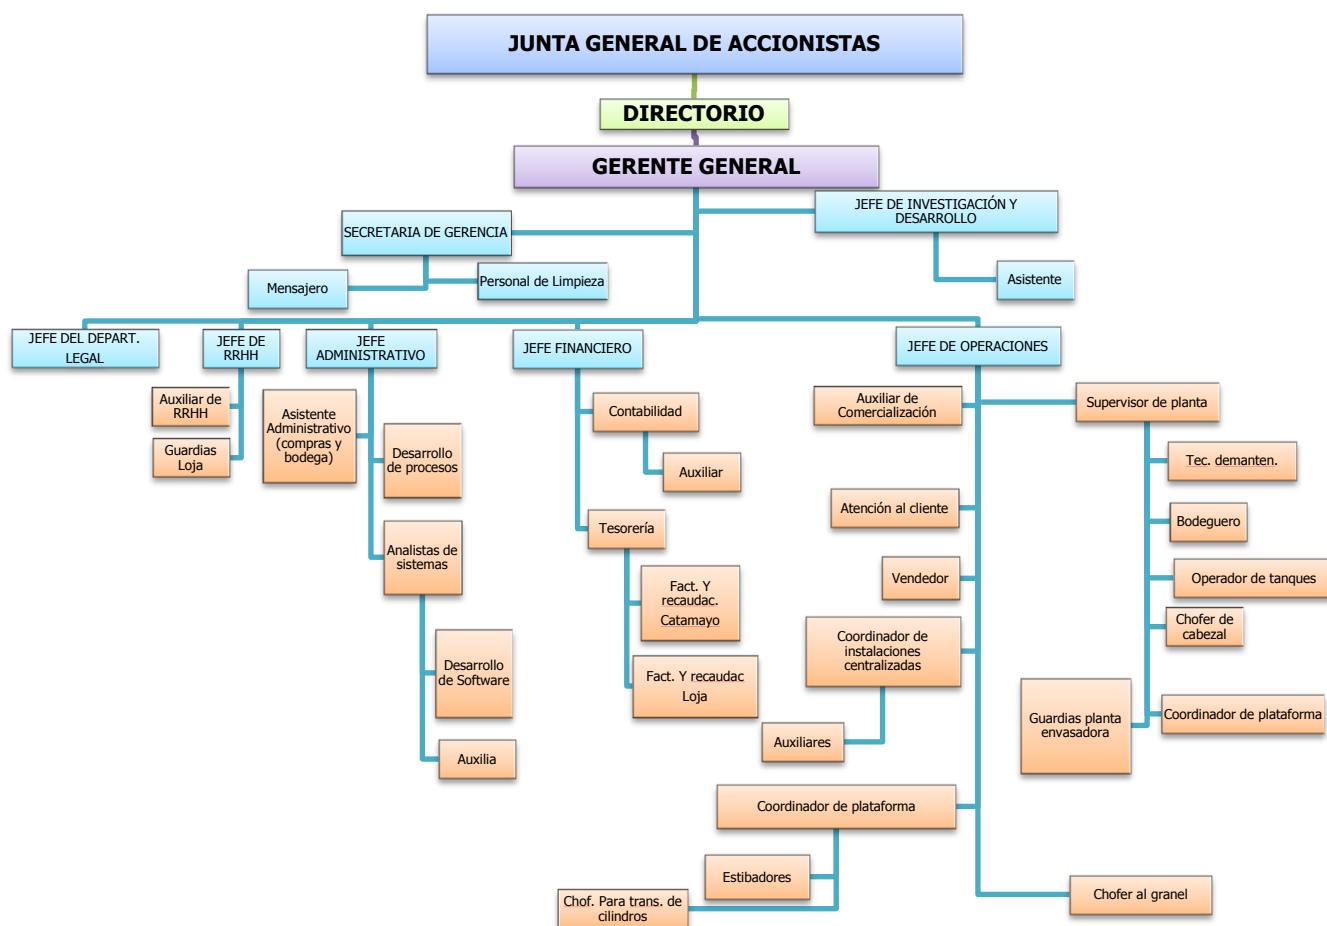 JUNTA GENERAL DE ACCIONISTAS
DIRECTORIO
GERENTE GENERAL
JEFE DE INVESTIGACIÓN Y
DESARROLLO
SECRETARIA DE GERENCIA
Mensajero
Personal de Limpieza
Asistente
JEFE DEL DEPART.
LEGAL
JEFE DE
RRHH
JEFE
ADMINISTRATIVO
JEFE FINANCIERO
JEFE DE OPERACIONES
Auxiliar de
RRHH
Guardias
Loja
Asistente
Administrativo
(compras y
bodega)
Desarrollo
de procesos
Analistas de
sistemas
Desarrollo
de Software
Auxilia
Contabilidad
Auxiliar
Tesorería
Fact. Y
recaudac.
Catamayo
Fact. Y recaudac
Loja
Auxiliar de
Comercialización
Atención al cliente
Vendedor
Coordinador de
instalaciones
centralizadas
Auxiliares
Coordinador de plataforma
Estibadores
Chof. Para trans. de
cilindros
Supervisor de planta
Tec. demanten.
Bodeguero
Operador de tanques
Chofer de
cabezal
Guardias planta
envasadora
Coordinador de plataforma
Chofer al granel